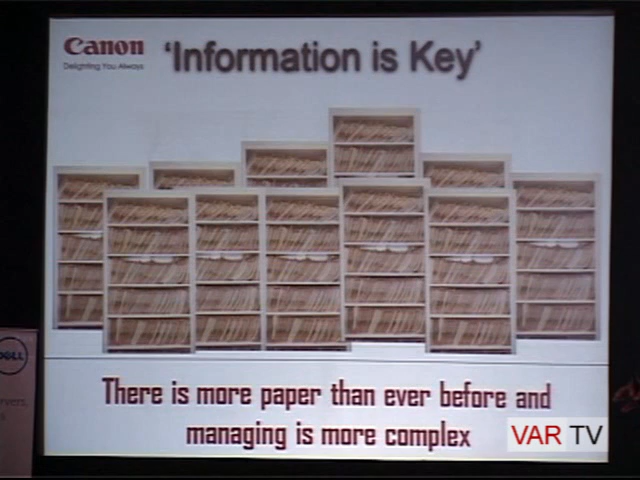 Canon
Delighting You Always
'Information is Key'
There is more paper than ever before and
managing is more complex
DELL
VAR TV